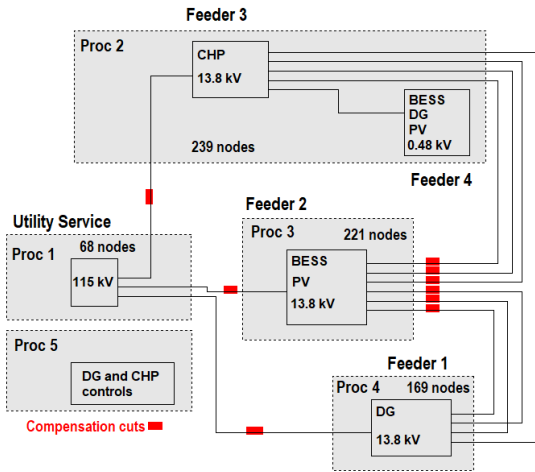 Feeder 3
Proc 2
CHP
13.8 kV
BESS
DG
PV
0.48 kV
239 nodes
Feeder 4
Feeder 2
Utility Service
Proc 3
221 nodes
68 nodes
Proc 1
115 kV
BESS
PV
13.8 kV
Proc 5
DG and CHP
controls
Feeder 1
Proc 4
169 nodes
DG
13.8 kV
Compensation cuts